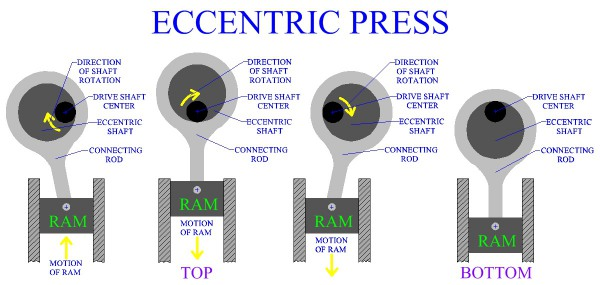 ECCENTRIC PRESS
DIRECTION
OF SHAFT
ROTATION
DRIVE SHAFT
CENTER
ECCENTRIC
SHAFT
CONNECTING
ROD
RAM
MOTION
OF RAM
DIRECTION
OF SHAFT
ROTATION
DRIVE SHAFT
CENTER
ECCENTRIC
SHAFT
CONNECTING
ROD
RAM
MOTION
OF RAM
TOP
DIRECTION
OF SHAFT
ROTATION
DRIVE SHAFT
CENTER
ECCENTRIC
SHAFT
CONNECTING
ROD
RAM
MOTION
OF RAM
DRIVE SHAFT
CENTER
ECCENTRIC
SHAFT
CONNECTING
ROD
RAM
BOTTOM